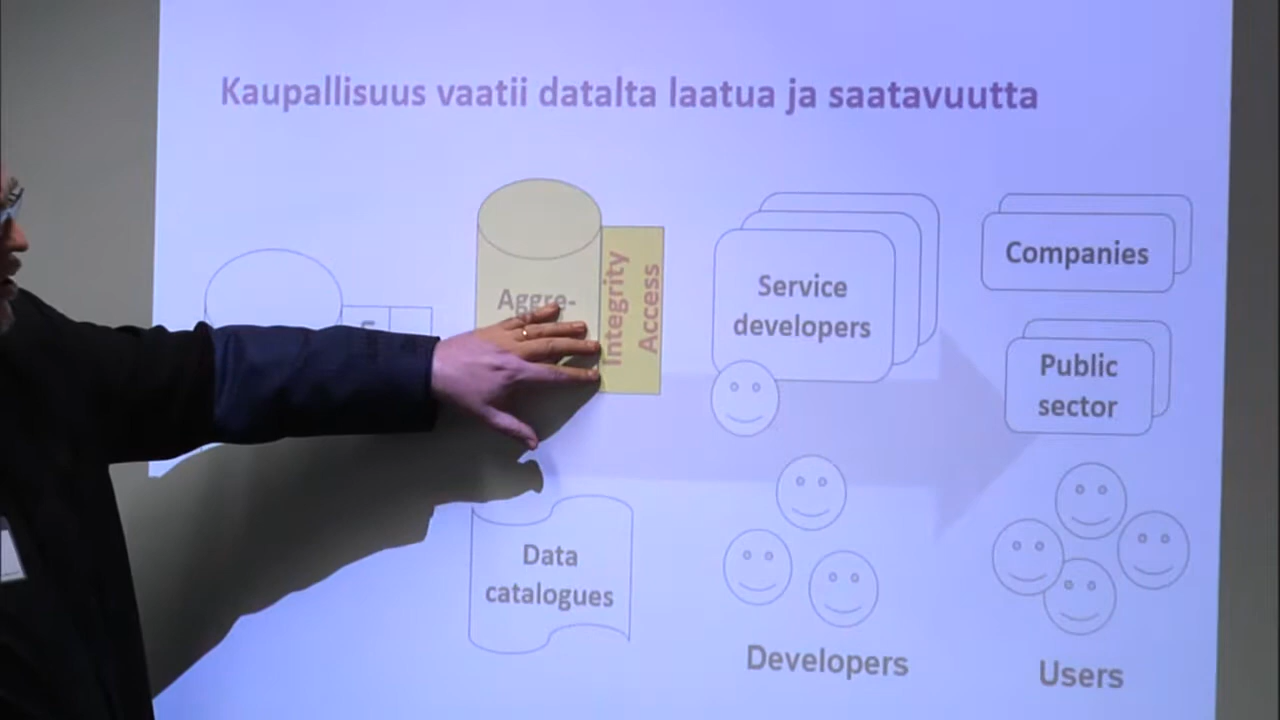 Kaupallisuus vaatii datalta laatua ja saatavuutta
Aggre-
Integrity
Access
Service
developers
Companies
Public
sector
Data
catalogues
Developers
Users